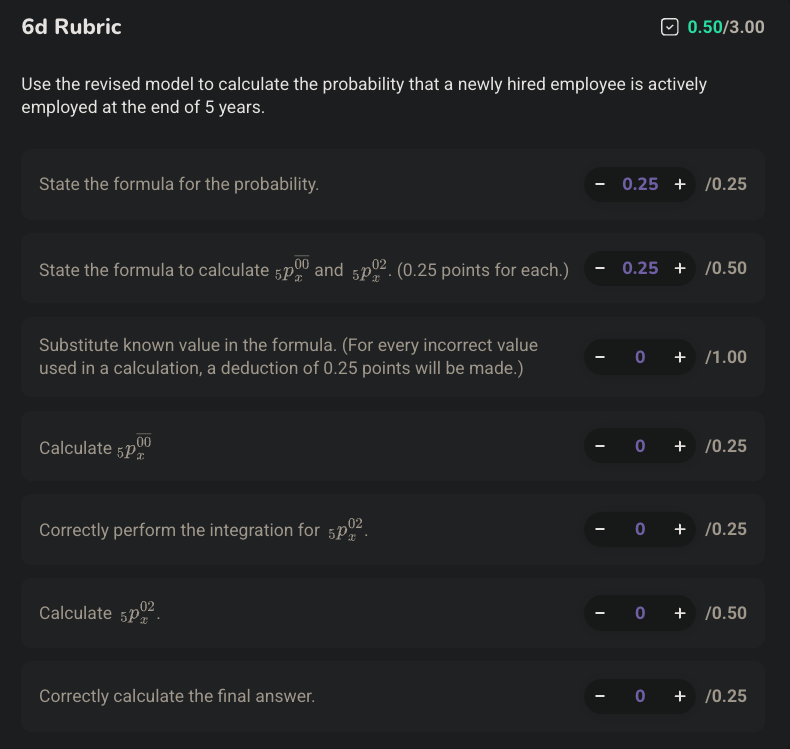 6d Rubric 0.50/3.00
Use the revised model to calculate the probability that a newly hired employee is actively
employed at the end of 5 years.
State the formula for the probability. − 0.25 + /0.25
State the formula to calculate ₅pₓ^{\overline{00}} and ₅pₓ^{02}. (0.25 points for each.) − 0.25 + /0.50
Substitute known value in the formula. (For every incorrect value
used in a calculation, a deduction of 0.25 points will be made.) − 0 + /1.00
Calculate ₅pₓ^{\overline{00}} − 0 + /0.25
Correctly perform the integration for ₅pₓ^{02}. − 0 + /0.25
Calculate ₅pₓ^{02}. − 0 + /0.50
Correctly calculate the final answer. − 0 + /0.25